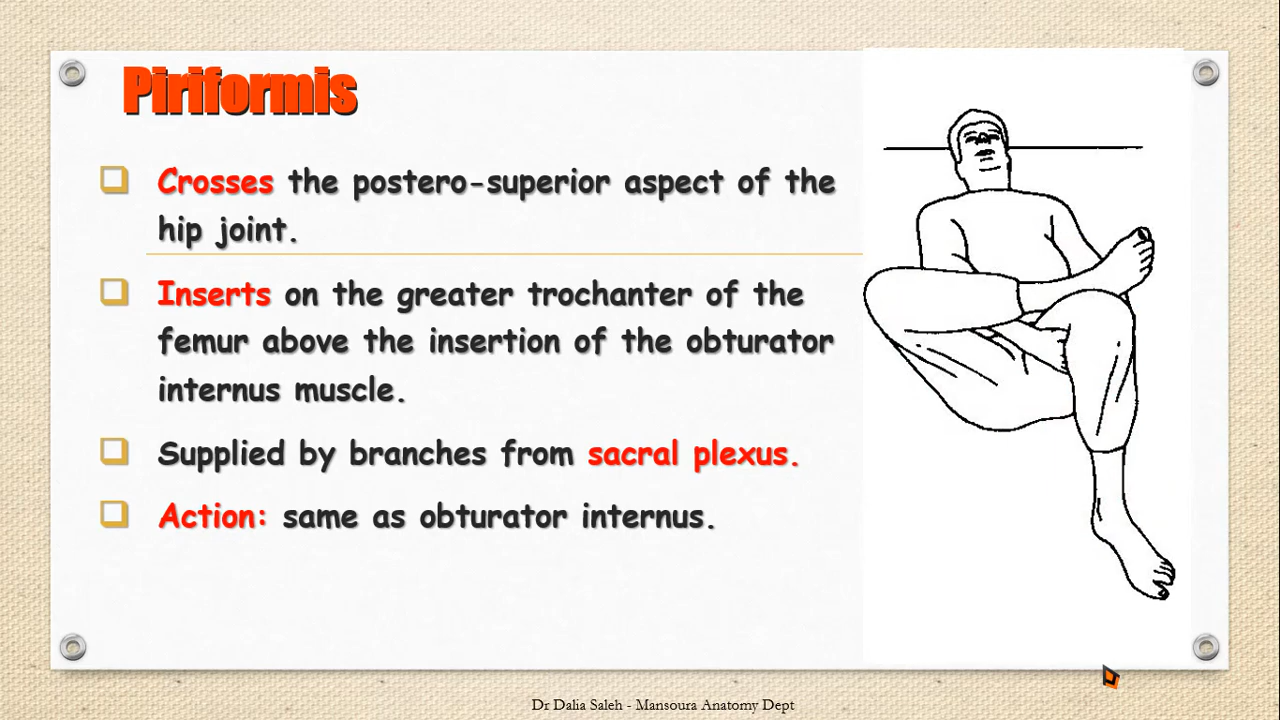 Piriformis
Crosses the postero-superior aspect of the
hip joint.
Inserts on the greater trochanter of the
femur above the insertion of the obturator
internus muscle.
Supplied by branches from sacral plexus.
Action: same as obturator internus.
Dr Dalia Saleh - Mansoura Anatomy Dept